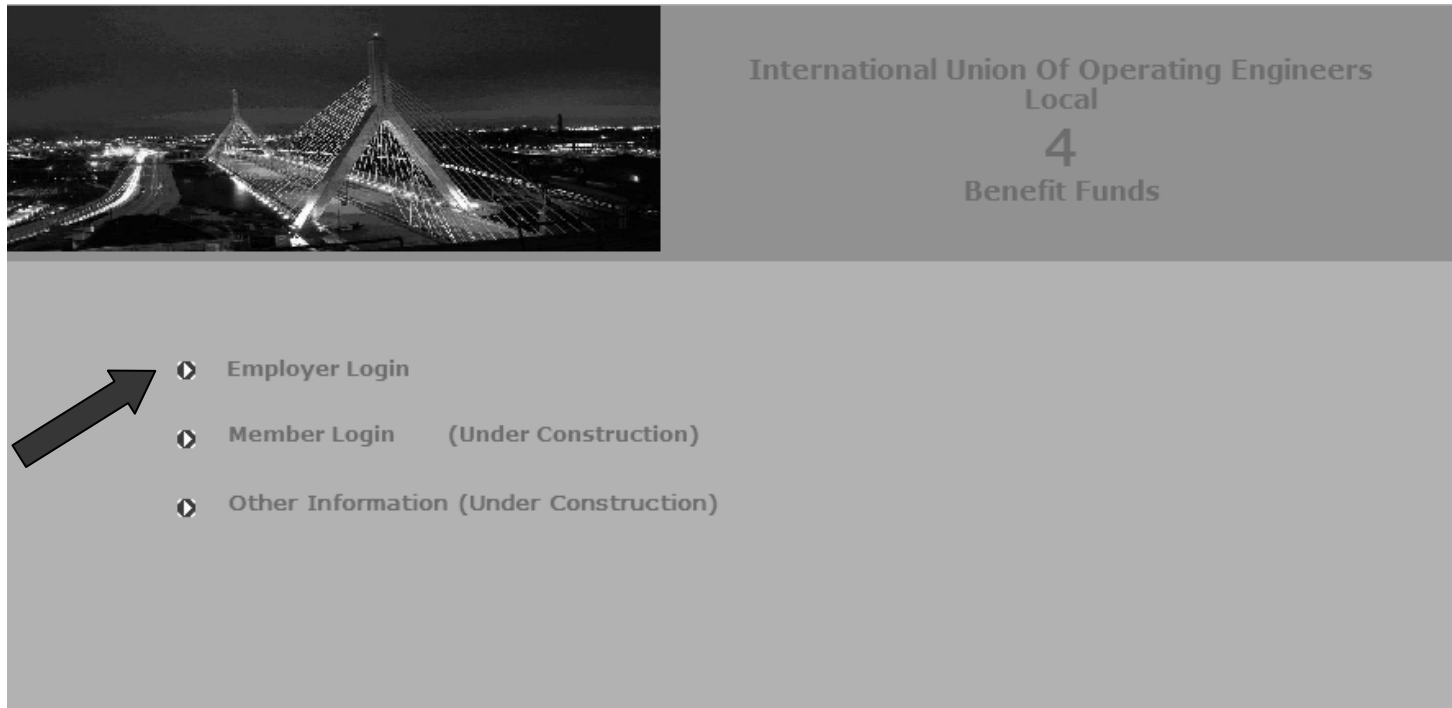 International Union Of Operating Engineers
Local
4
Benefit Funds
Employer Login
Member Login (Under Construction)
Other Information (Under Construction)